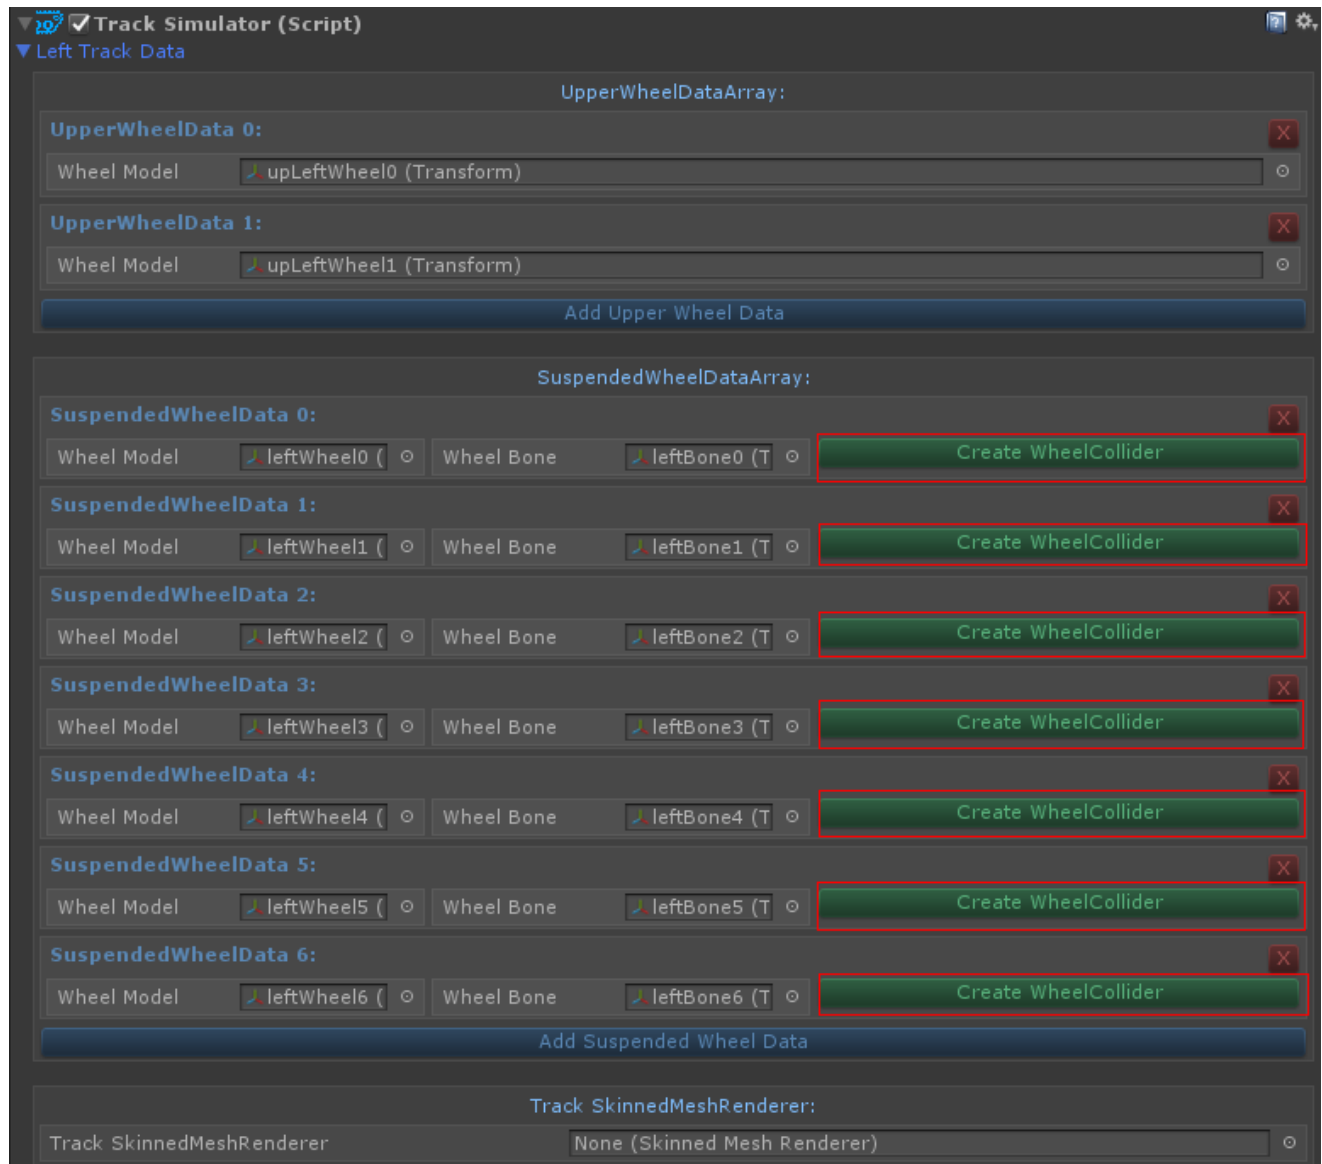 Track Simulator (Script)
Left Track Data
UpperWheelDataArray:
UpperWheelData 0:
X
Wheel Model upLeftWheel0 (Transform)
UpperWheelData 1:
X
Wheel Model upLeftWheel1 (Transform)
Add Upper Wheel Data
SuspendedWheelDataArray:
SuspendedWheelData 0:
X
Wheel Model leftWheel0 ( Wheel Bone leftBone0 (T Create WheelCollider
SuspendedWheelData 1:
X
Wheel Model leftWheel1 ( Wheel Bone leftBone1 (T Create WheelCollider
SuspendedWheelData 2:
X
Wheel Model leftWheel2 ( Wheel Bone leftBone2 (T Create WheelCollider
SuspendedWheelData 3:
X
Wheel Model leftWheel3 ( Wheel Bone leftBone3 (T Create WheelCollider
SuspendedWheelData 4:
X
Wheel Model leftWheel4 ( Wheel Bone leftBone4 (T Create WheelCollider
SuspendedWheelData 5:
X
Wheel Model leftWheel5 ( Wheel Bone leftBone5 (T Create WheelCollider
SuspendedWheelData 6:
X
Wheel Model leftWheel6 ( Wheel Bone leftBone6 (T Create WheelCollider
Add Suspended Wheel Data
Track SkinnedMeshRenderer:
Track SkinnedMeshRenderer None (Skinned Mesh Renderer)